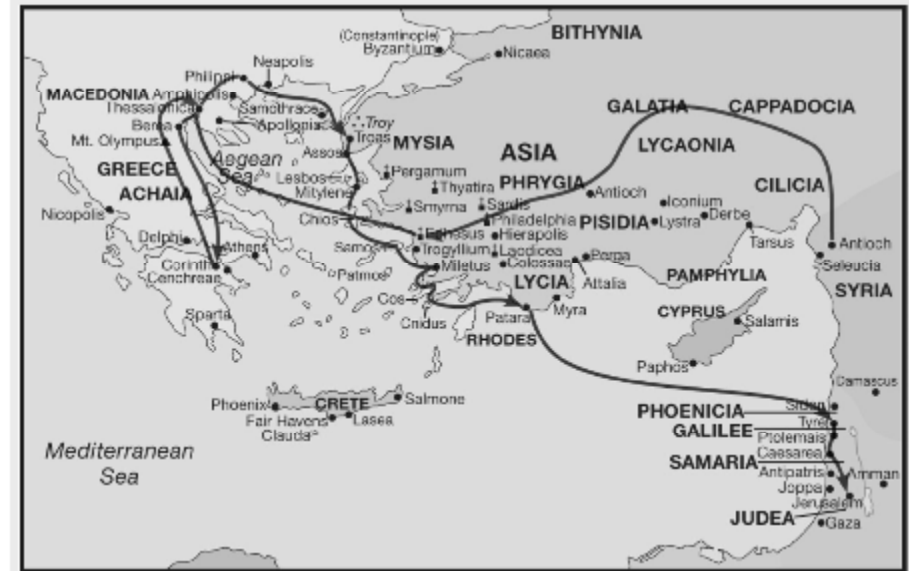 BITHYNIA
(Constantinople)
Byzantium
Nicaea
Neapolis
Philippi
MACEDONIA
Amphipolis
Thessalonica
Samothrace
GALATIA
CAPPADOCIA
Berea
Apollonia
Troy
Troas
Mt. Olympus
MYSIA
LYCAONIA
Assos
ASIA
GREECE
Aegean
Sea
Pergamum
Lesbos
Thyatira
PHRYGIA
CILICIA
ACHAIA
Mitylene
Antioch
Iconium
Smyrna
Sardis
Nicopolis
Chios
Philadelphia
PISIDIA
Lystra
Derbe
Ephesus
Hierapolis
Tarsus
Delphi
Athens
Samos
Trogyllium
Laodicea
Antioch
Corinth
Miletus
Colossae
Perga
Seleucia
Cenchreae
Patmos
LYCIA
Attalia
PAMPHYLIA
SYRIA
Cos
Myra
CYPRUS
Sparta
Cnidus
Patara
Salamis
RHODES
Paphos
Damascus
Phoenix
CRETE
Salmone
Sidon
Fair Havens
Lasea
PHOENICIA
Tyre
Clauda
GALILEE
Ptolemais
Mediterranean
Sea
Caesarea
SAMARIA
Antipatris
Amman
Joppa
Jerusalem
JUDEA
Gaza